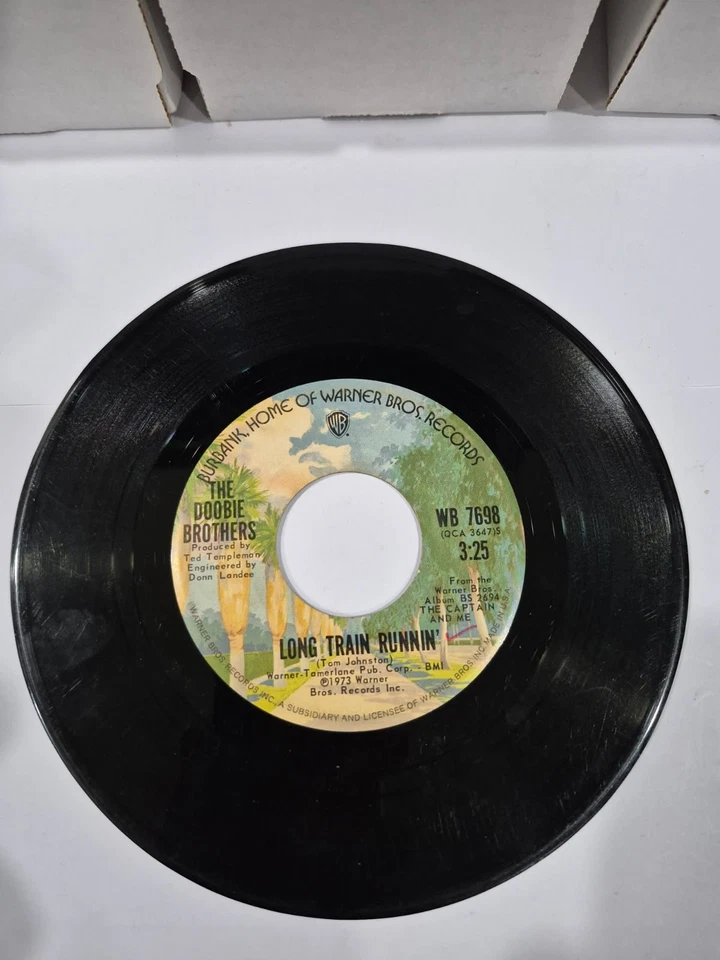 BURBANK, HOME OF WARNER BROS. RECORDS
WB
THE
DOOBIE
BROTHERS
Produced by
Ted Templeman
Engineered by
Donn Landee
WB 7698
(QCA 3647)S
3:25
From the
Warner Bros.
Album BS 2694
THE CAPTAIN
AND ME
LONG TRAIN RUNNIN'
(Tom Johnston)
Warner-Tamerlane Pub. Corp. - BMI
℗1973 Warner
Bros. Records Inc.
WARNER BROS. RECORDS INC., A SUBSIDIARY AND LICENSEE OF WARNER BROS. INC. MADE IN U.S.A.